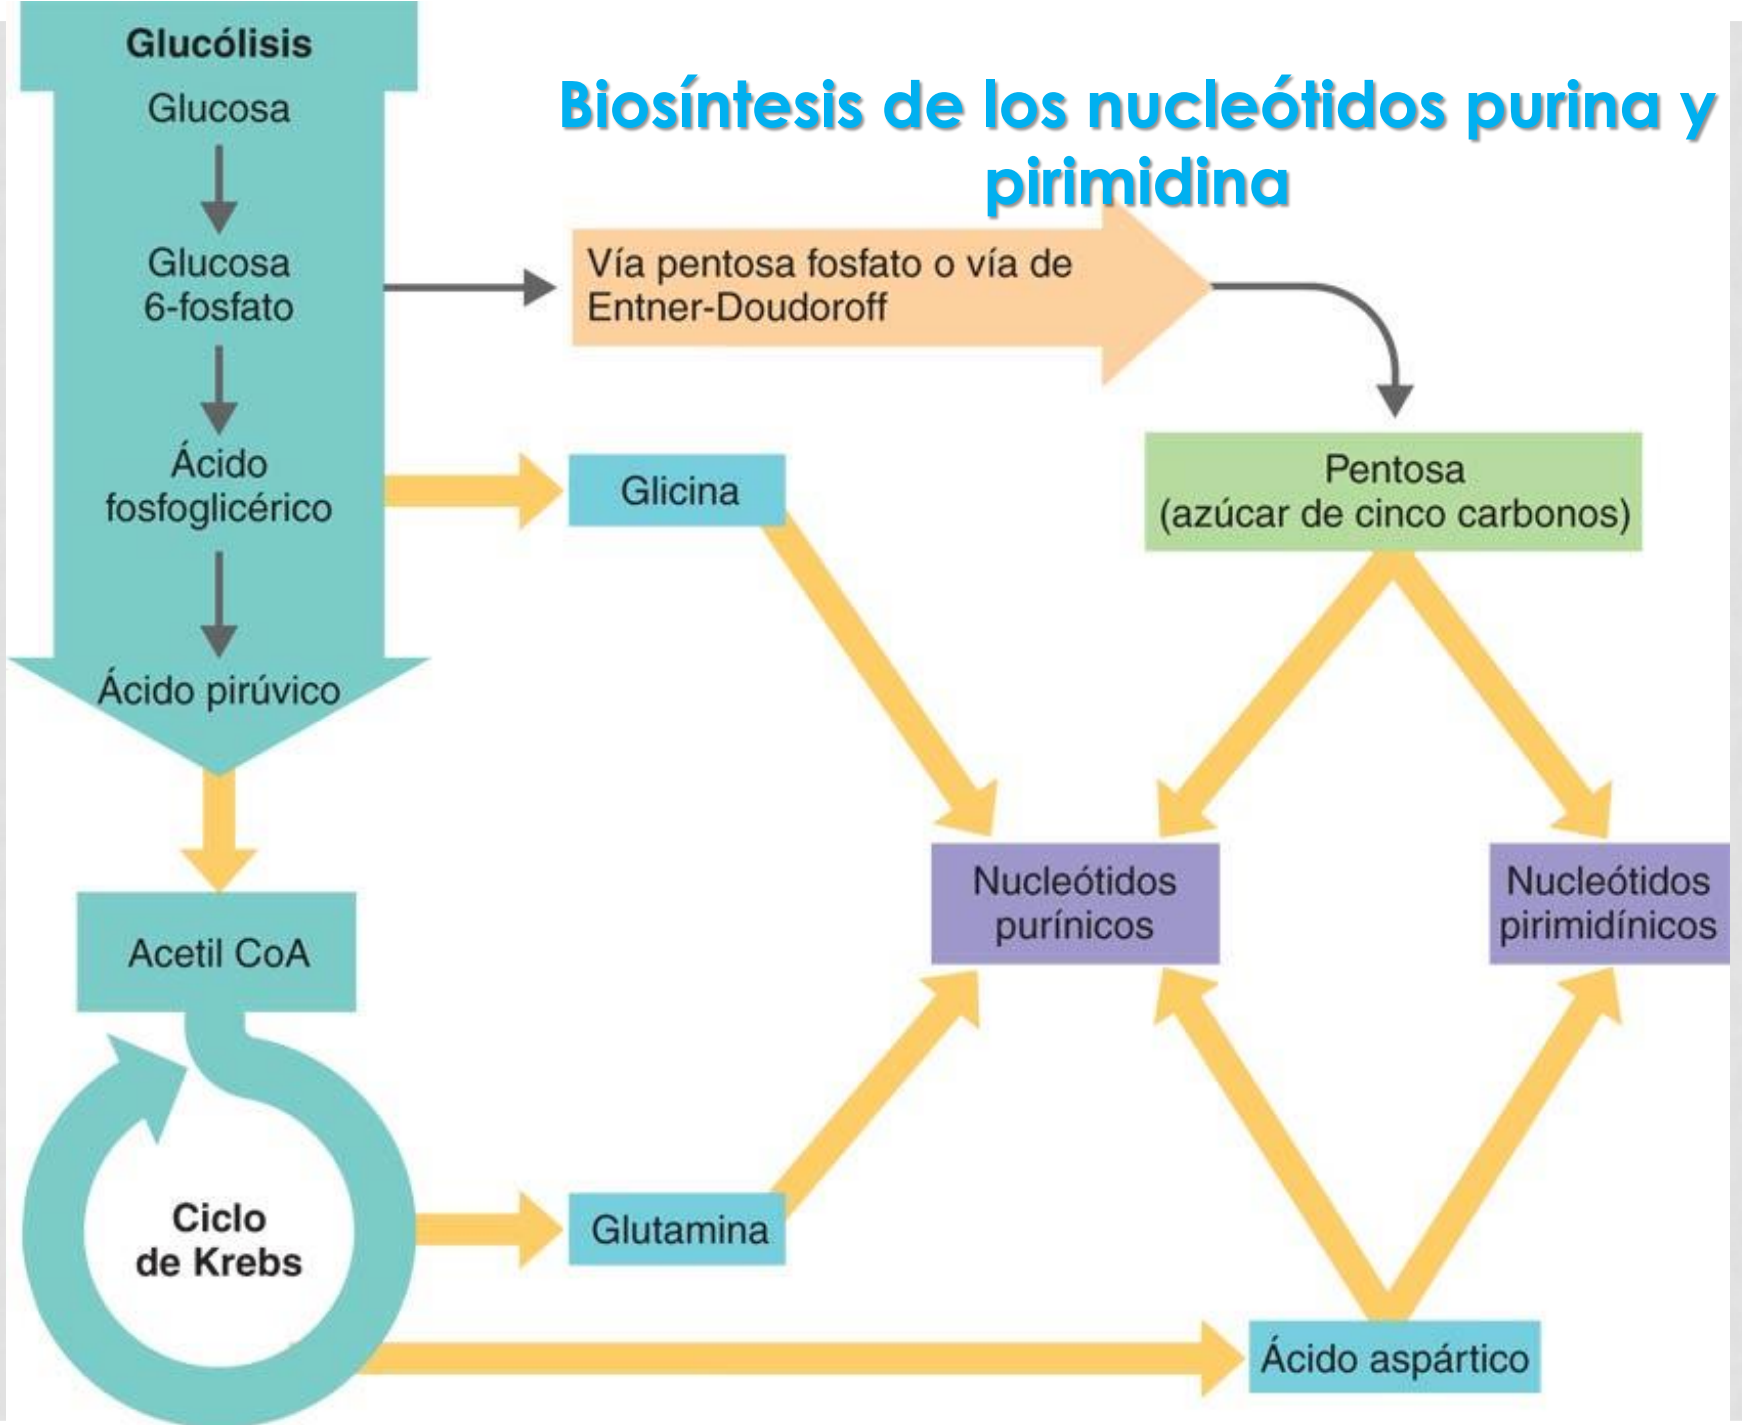 Glucólisis
Glucosa
Biosíntesis de los nucleótidos purina y
pirimidina
Glucosa
6-fosfato
Vía pentosa fosfato o vía de
Entner-Doudoroff
Ácido
fosfoglicérico
Glicina
Pentosa
(azúcar de cinco carbonos)
Ácido pirúvico
Nucleótidos
purínicos
Nucleótidos
pirimidínicos
Acetil CoA
Ciclo
de Krebs
Glutamina
Ácido aspártico